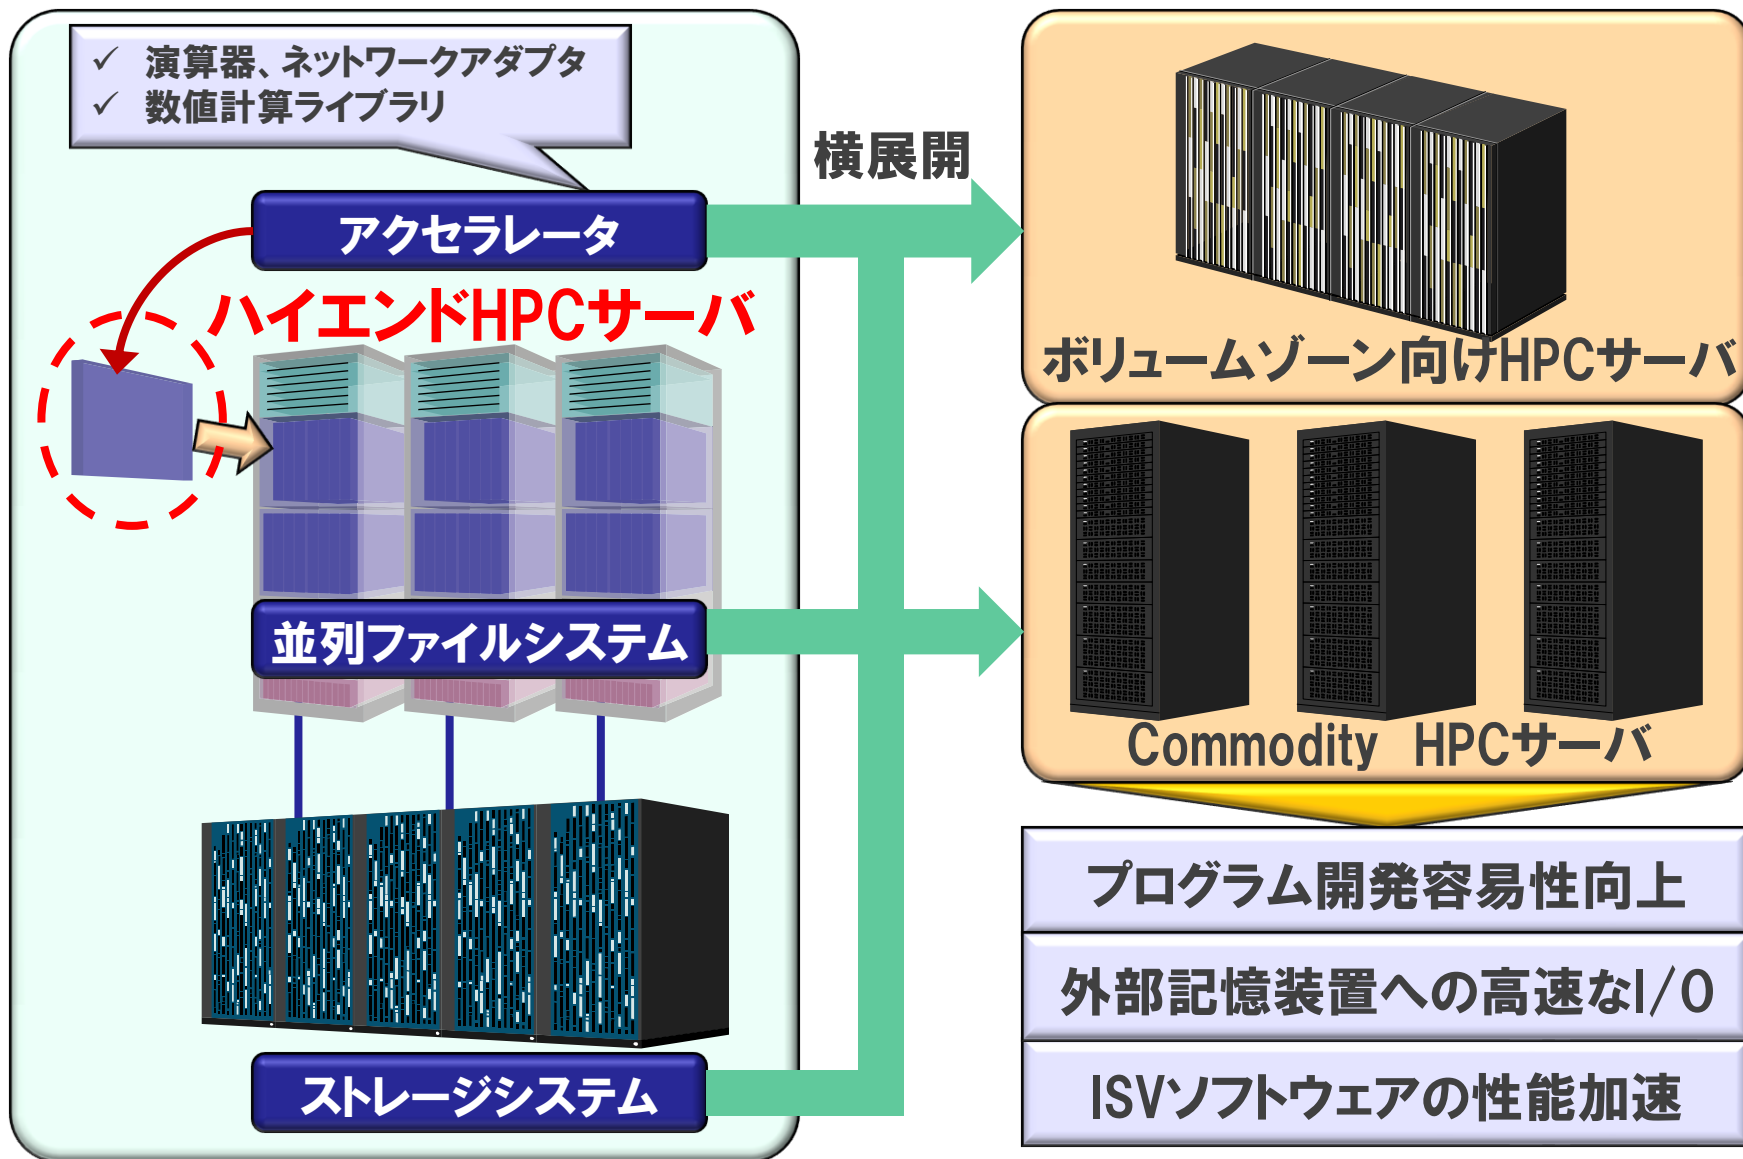 ✓ 演算器、ネットワークアダプタ
✓ 数値計算ライブラリ
アクセラレータ
ハイエンドHPCサーバ
並列ファイルシステム
ストレージシステム
横展開
ボリュームゾーン向けHPCサーバ
Commodity　HPCサーバ
プログラム開発容易性向上
外部記憶装置への高速なI/O
ISVソフトウェアの性能加速